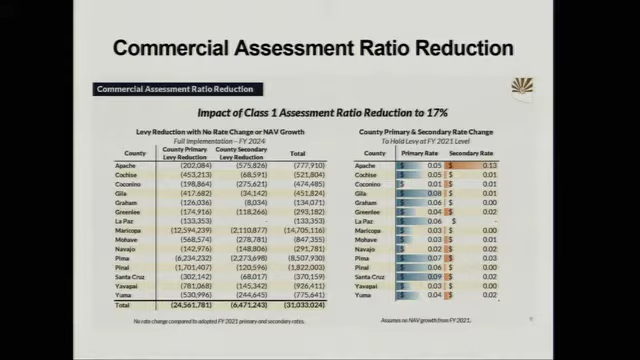 Commercial Assessment Ratio Reduction
Commercial Assessment Ratio Reduction
Impact of Class 1 Assessment Ratio Reduction to 17%
Levy Reduction with No Rate Change or NAV Growth
Full Implementation - FY 2024
County County Primary Levy Reduction County Secondary Levy Reduction Total
Apache (202,084) (575,826) (777,910)
Cochise (453,213) (68,591) (521,804)
Coconino (198,864) (275,621) (474,485)
Gila (417,682) (34,142) (451,824)
Graham (126,036) (8,034) (134,071)
Greenlee (174,916) (118,266) (293,182)
La Paz (133,353) - (133,353)
Maricopa (12,594,239) (2,110,877) (14,705,116)
Mohave (568,574) (278,781) (847,355)
Navajo (142,976) (148,806) (291,781)
Pima (6,234,232) (2,273,698) (8,507,930)
Pinal (1,701,407) (120,596) (1,822,003)
Santa Cruz (302,142) (68,017) (370,159)
Yavapai (781,068) (145,342) (926,411)
Yuma (530,996) (244,645) (775,641)
Total (24,561,781) (6,471,243) (31,033,024)
No rate change compared to adopted FY 2021 primary and secondary rates.
County Primary & Secondary Rate Change
To Hold Levy at FY 2021 Level
County Primary Rate Secondary Rate
Apache $ 0.05 $ 0.13
Cochise $ 0.05 $ 0.01
Coconino $ 0.01 $ 0.01
Gila $ 0.08 $ 0.01
Graham $ 0.06 $ 0.00
Greenlee $ 0.04 $ 0.02
La Paz $ 0.06 $ -
Maricopa $ 0.03 $ 0.00
Mohave $ 0.03 $ 0.01
Navajo $ 0.02 $ 0.02
Pima $ 0.07 $ 0.03
Pinal $ 0.06 $ 0.00
Santa Cruz $ 0.09 $ 0.02
Yavapai $ 0.03 $ 0.00
Yuma $ 0.04 $ 0.02
Assumes no NAV growth from FY 2021.